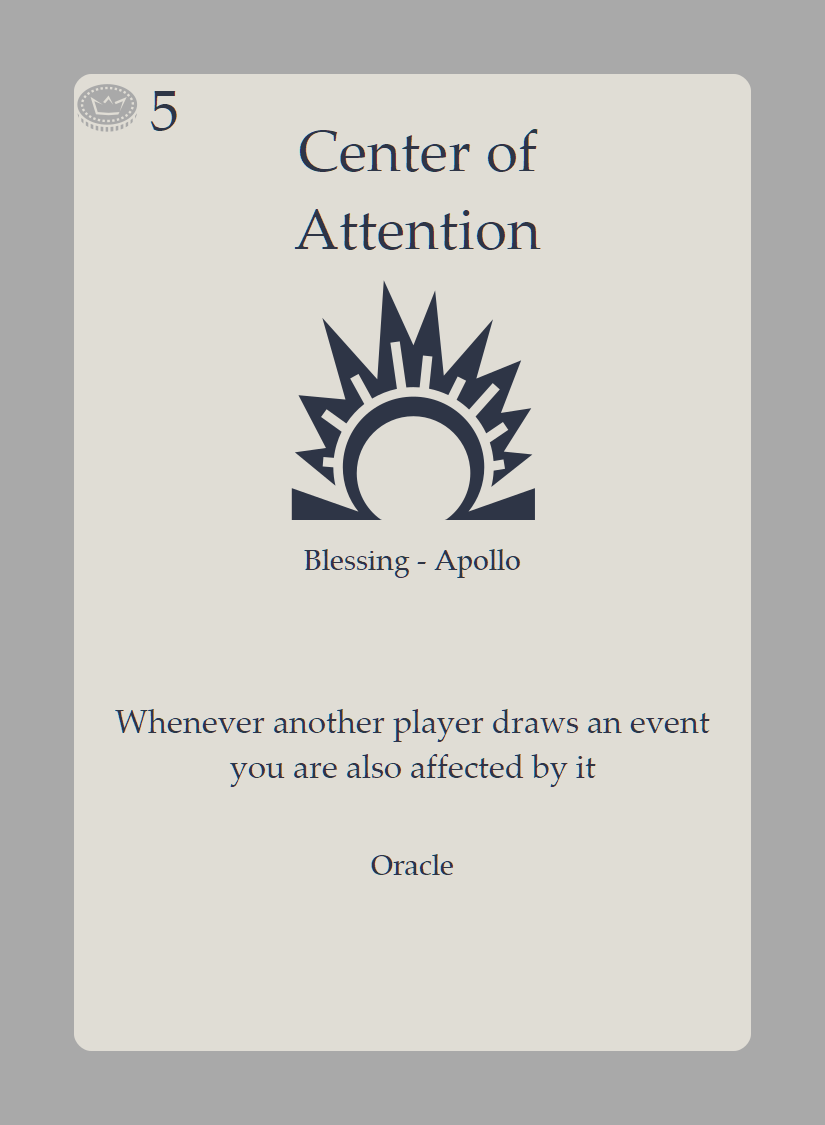 5
Center of
Attention
Blessing - Apollo
Whenever another player draws an event
you are also affected by it
Oracle